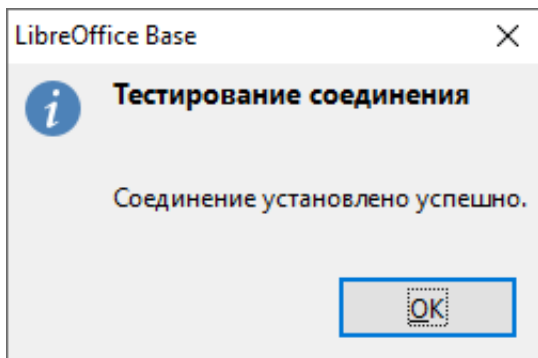 LibreOffice Base
Тестирование соединения
Соединение установлено успешно.
OK